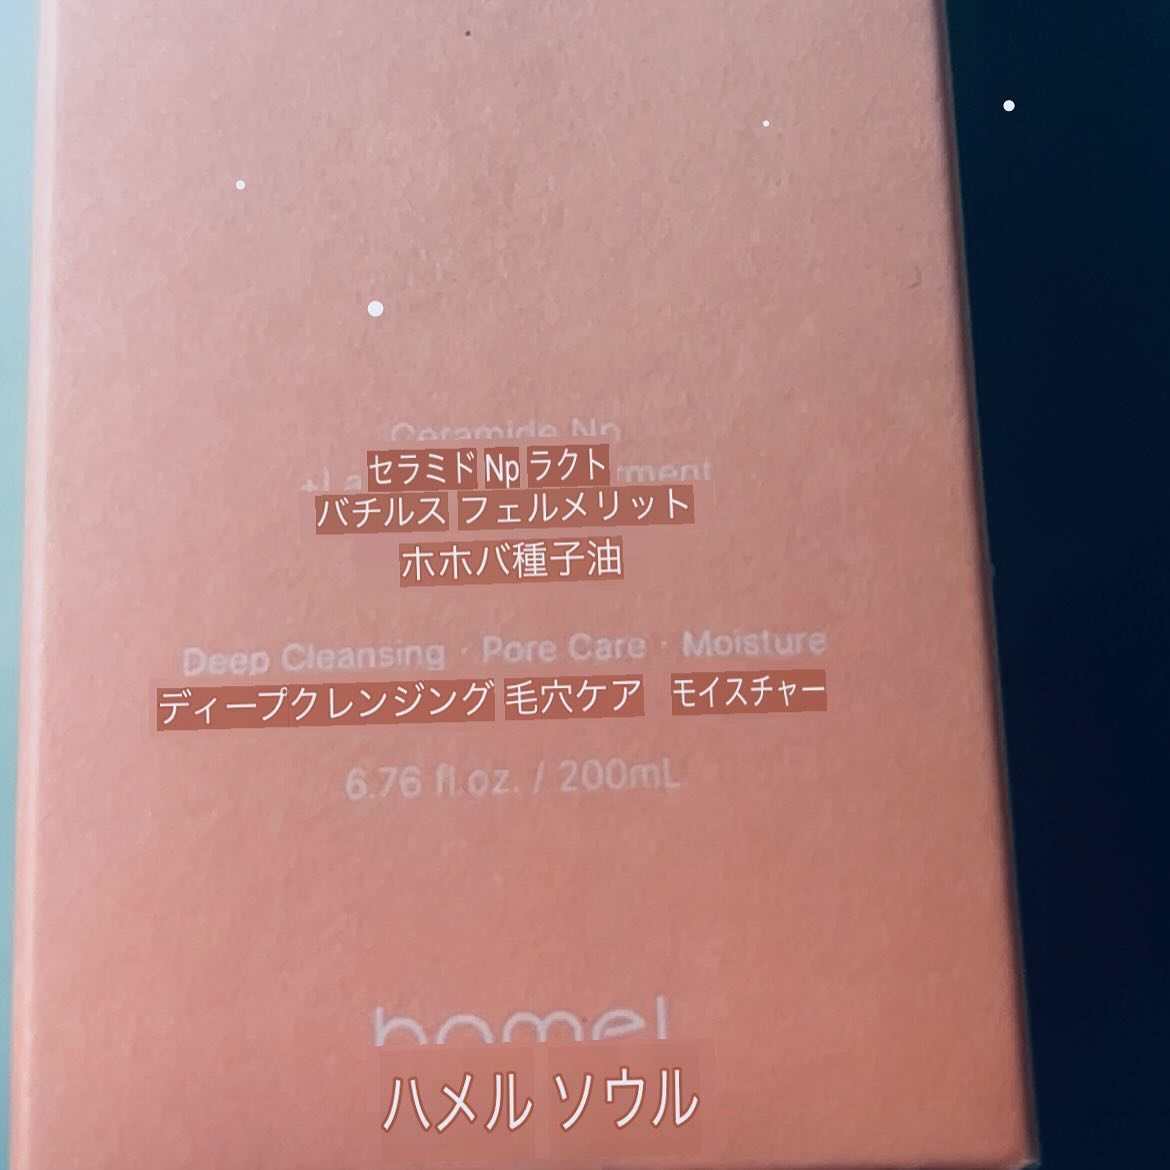 Ceramide Np
セラミド Np ラクト
バチルス フェルメリット
ホホバ種子油
Deep Cleansing · Pore Care · Moisture
ディープクレンジング 毛穴ケア モイスチャー
6.76 fl.oz. / 200mL
hamel
ハメル ソウル